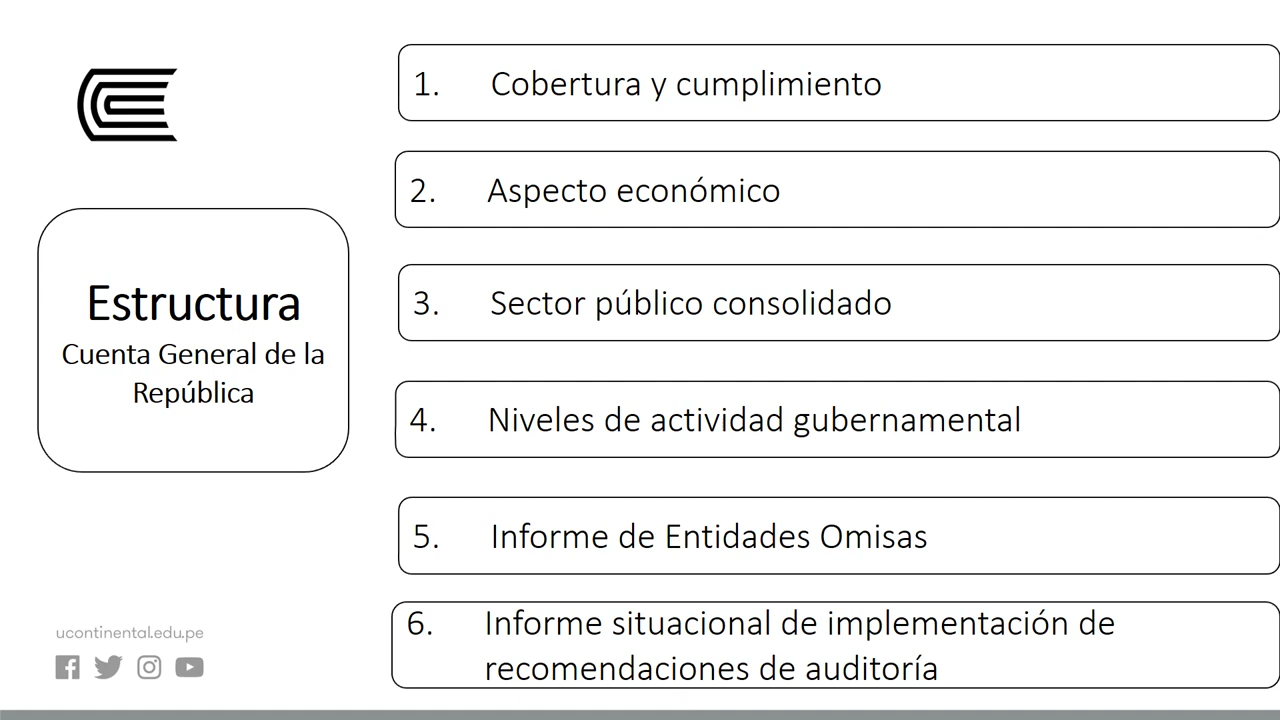 Estructura
Cuenta General de la
República
1. Cobertura y cumplimiento
2. Aspecto económico
3. Sector público consolidado
4. Niveles de actividad gubernamental
5. Informe de Entidades Omisas
6. Informe situacional de implementación de
recomendaciones de auditoría
ucontinental.edu.pe